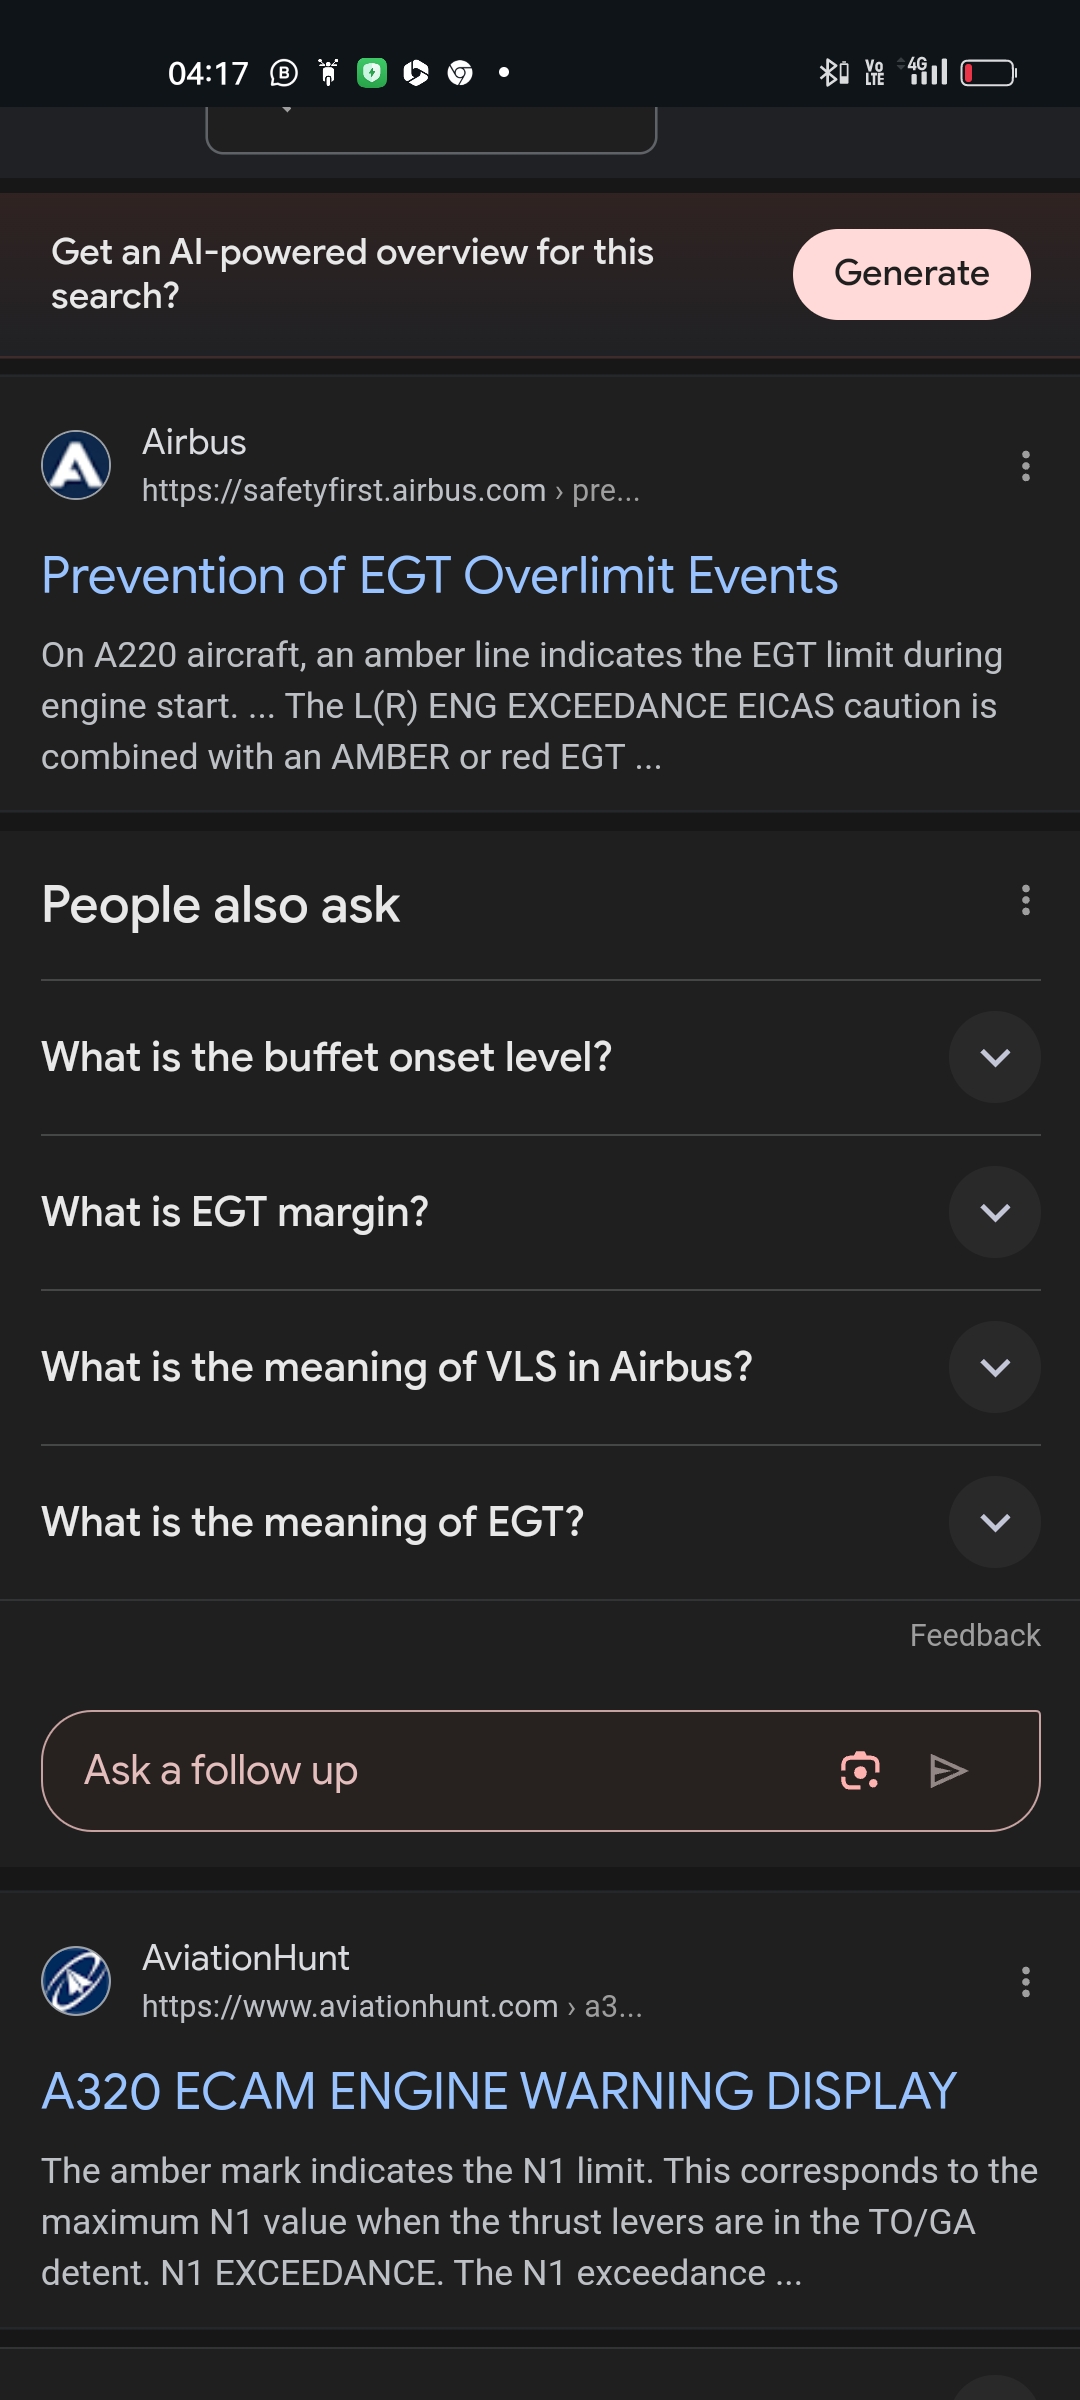 04:17
Vo LTE 4G
Get an AI-powered overview for this
search?
Generate
Airbus
https://safetyfirst.airbus.com › pre...
Prevention of EGT Overlimit Events
On A220 aircraft, an amber line indicates the EGT limit during
engine start. ... The L(R) ENG EXCEEDANCE EICAS caution is
combined with an AMBER or red EGT ...
People also ask
What is the buffet onset level?
What is EGT margin?
What is the meaning of VLS in Airbus?
What is the meaning of EGT?
Feedback
Ask a follow up
AviationHunt
https://www.aviationhunt.com › a3...
A320 ECAM ENGINE WARNING DISPLAY
The amber mark indicates the N1 limit. This corresponds to the
maximum N1 value when the thrust levers are in the TO/GA
detent. N1 EXCEEDANCE. The N1 exceedance ...